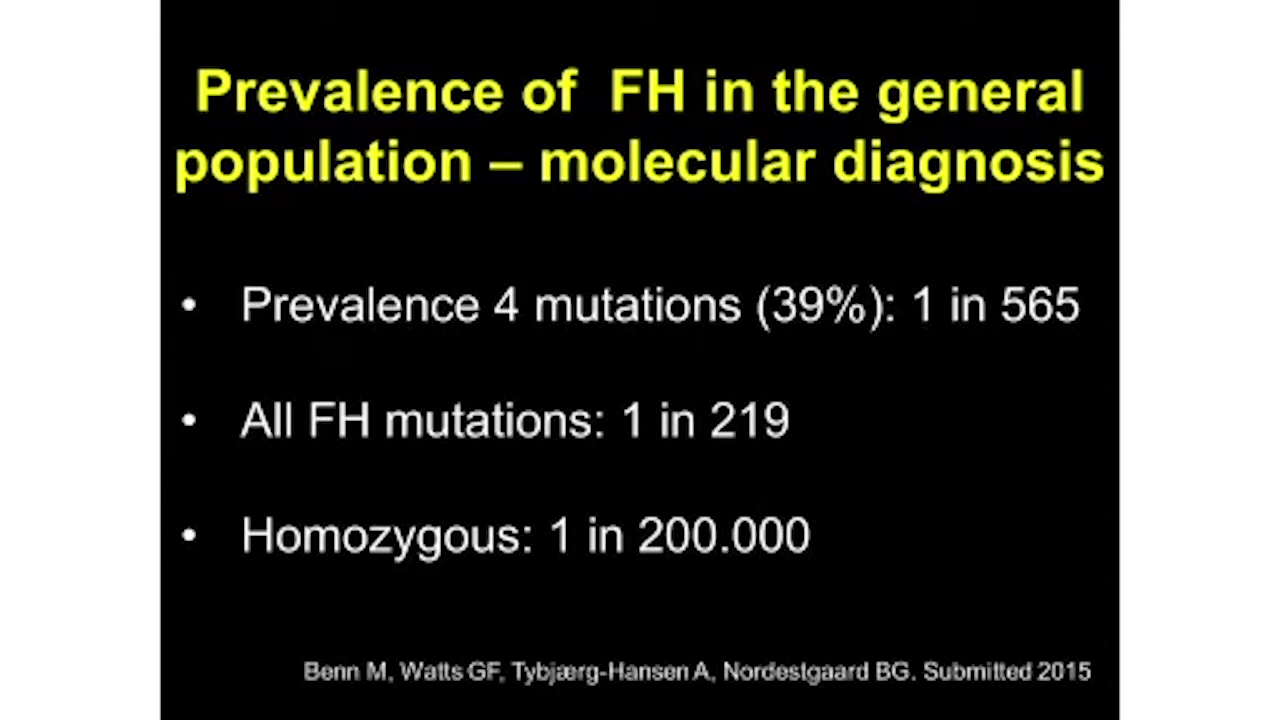 Prevalence of FH in the general
population – molecular diagnosis
• Prevalence 4 mutations (39%): 1 in 565
• All FH mutations: 1 in 219
• Homozygous: 1 in 200.000
Benn M, Watts GF, Tybjærg-Hansen A, Nordestgaard BG. Submitted 2015